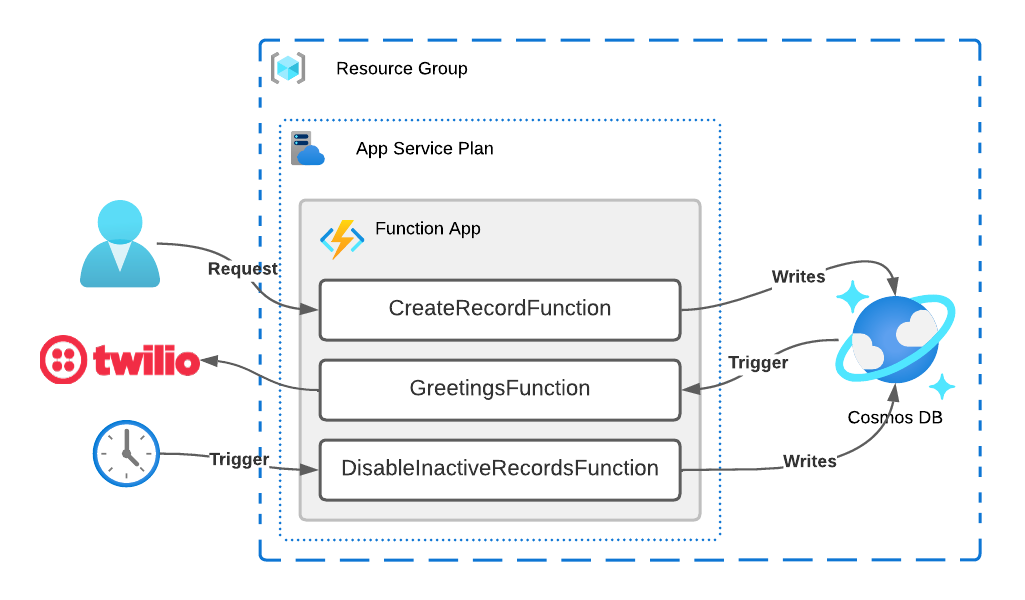 Resource Group
App Service Plan
Function App
Request
CreateRecordFunction
Writes
twilio
GreetingsFunction
Trigger
Cosmos DB
Trigger
DisableInactiveRecordsFunction
Writes